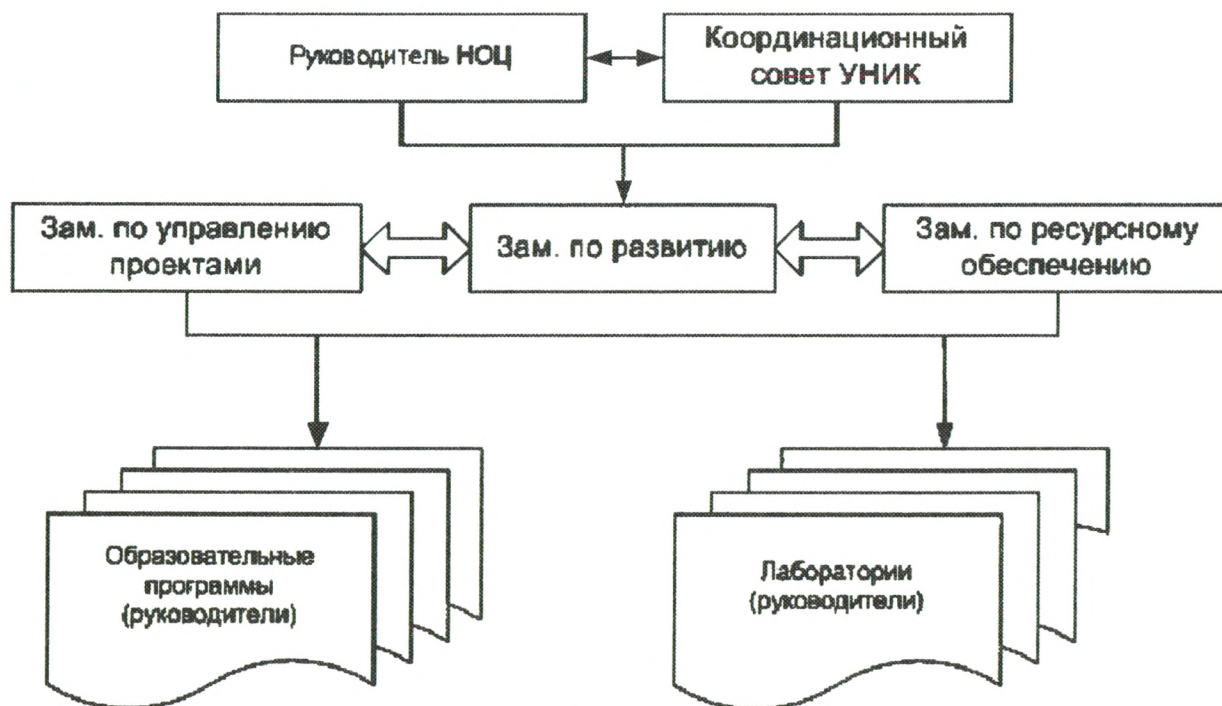 Руководитель НОЦ
Координационный
совет УНИК
Зам. по управлению
проектами
Зам. по развитию
Зам. по ресурсному
обеспечению
Образовательные
программы
(руководители)
Лаборатории
(руководители)